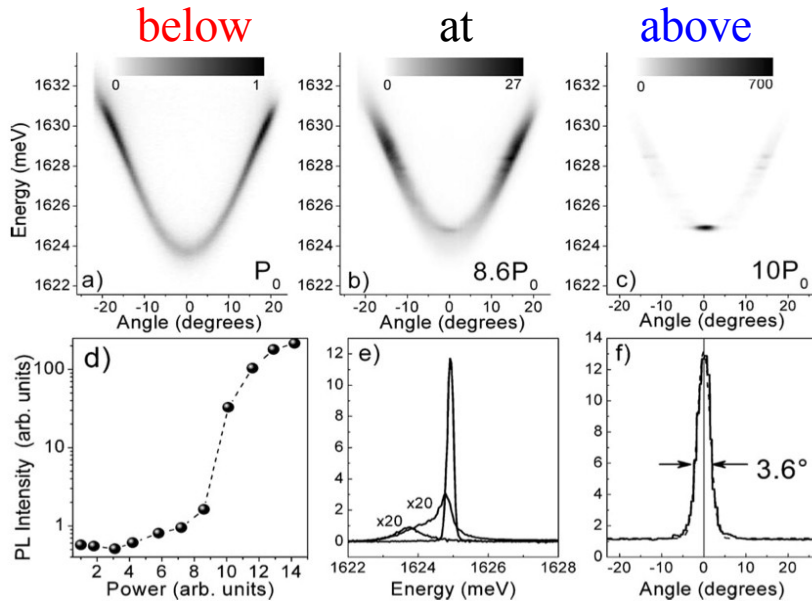 below at above
0 1 0 27 0 700
Energy (meV)
1632
1630
1628
1626
1624
1622
1632
1630
1628
1626
1624
1622
1632
1630
1628
1626
1624
1622
a) P0 b) 8.6P0 c) 10P0
-20 -10 0 10 20 -20 -10 0 10 20 -20 -10 0 10 20
Angle (degrees) Angle (degrees) Angle (degrees)
PL Intensity (arb. units)
100
10
1
d)
2 4 6 8 10 12 14
Power (arb. units)
12
10
8
6
4
2
0
e)
x20
x20
1622 1624 1626 1628
Energy (meV)
14
12
10
8
6
4
2
0
f)
3.6°
-20 -10 0 10 20
Angle (degrees)